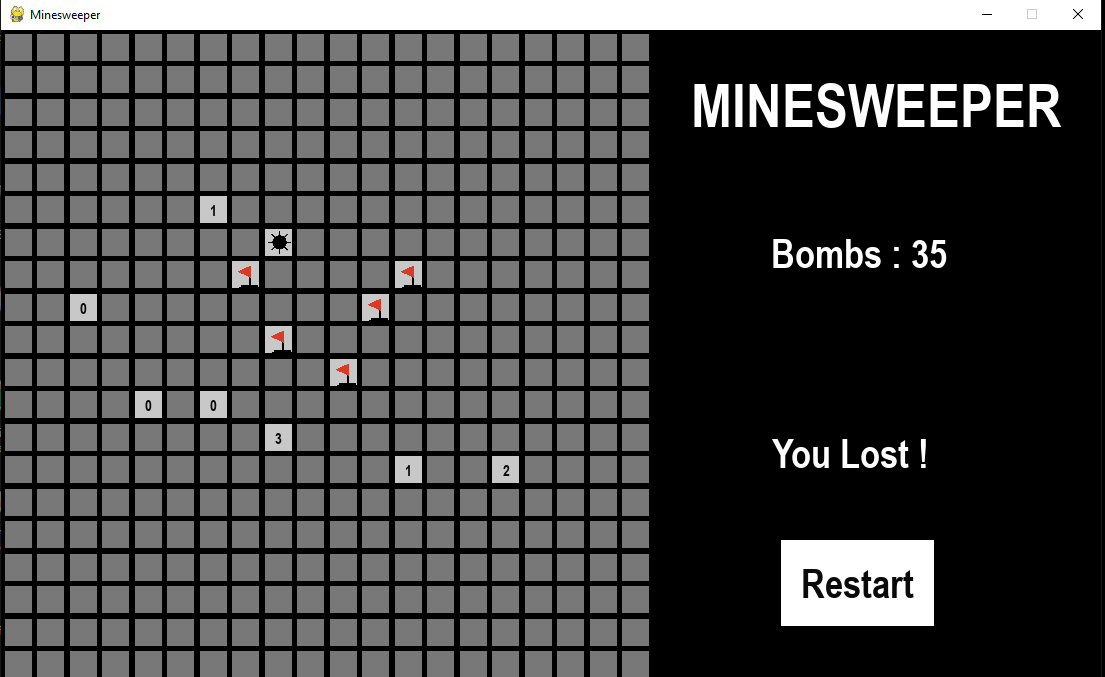 Minesweeper
MINESWEEPER
1
Bombs : 35
0
0 0
3
You Lost !
1 2
Restart